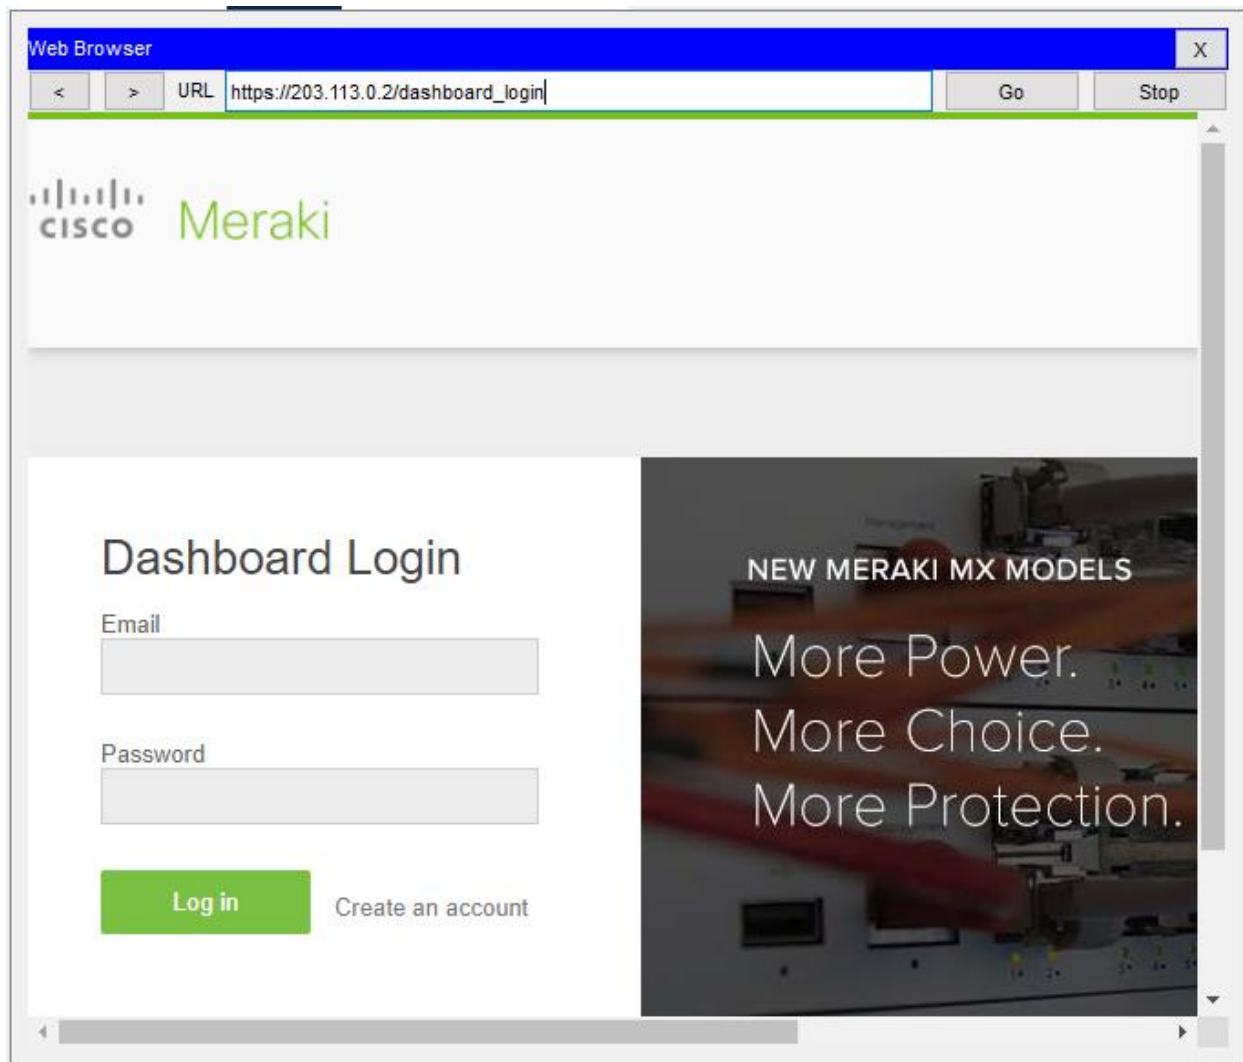 Web Browser
X
<
>
URL
https://203.113.0.2/dashboard_login
Go
Stop
CISCO
Meraki
Dashboard Login
Email
Password
Log in
Create an account
NEW MERAKI MX MODELS
More Power.
More Choice.
More Protection.